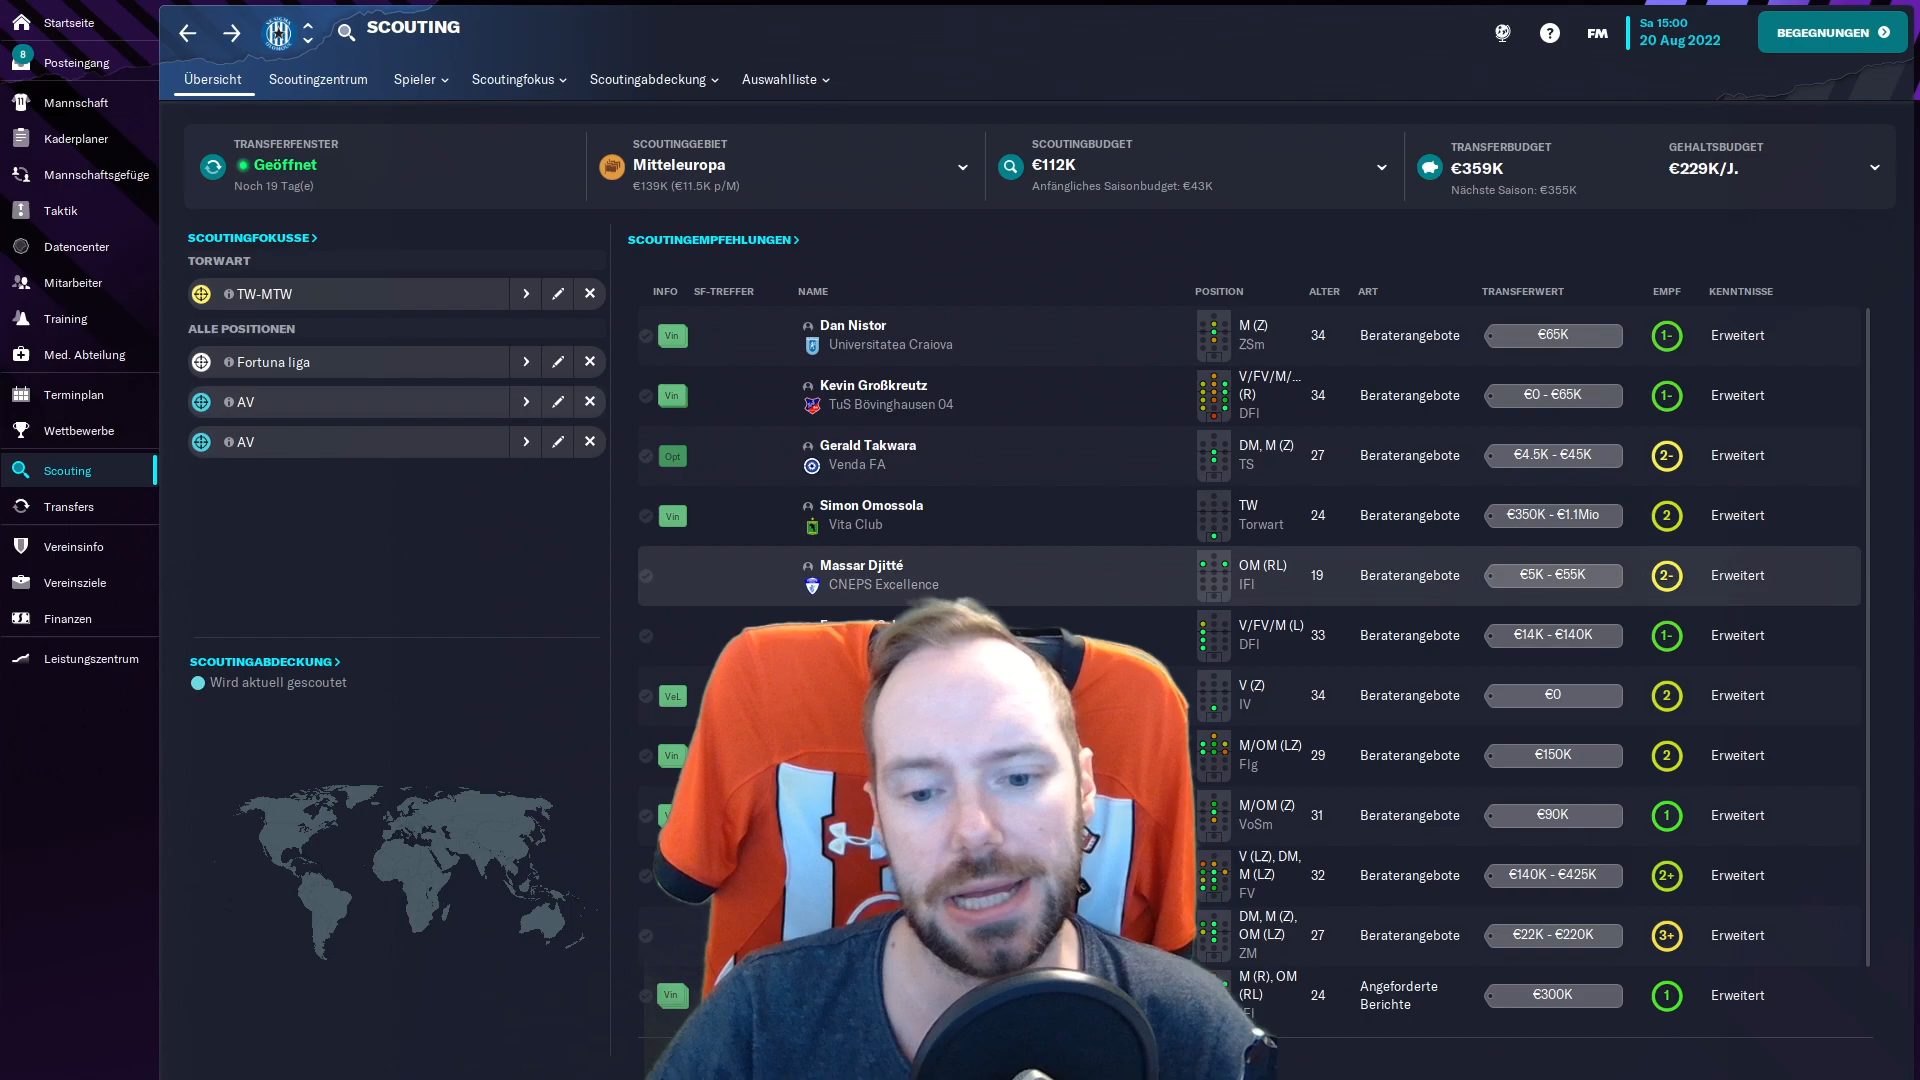 Startseite
8
Posteingang
Mannschaft
Kaderplaner
Mannschaftsgefüge
Taktik
Datencenter
Mitarbeiter
Training
Med. Abteilung
Terminplan
Wettbewerbe
Scouting
Transfers
Vereinsinfo
Vereinsziele
Finanzen
Leistungszentrum
SCOUTING
FM
Sa 15:00
20 Aug 2022
BEGEGNUNGEN
Übersicht
Scoutingzentrum
Spieler
Scoutingfokus
Scoutingabdeckung
Auswahlliste
TRANSFERFENSTER
Geöffnet
Noch 19 Tag(e)
SCOUTINGGEBIET
Mitteleuropa
€139K (€11.5K p/M)
SCOUTINGBUDGET
€112K
Anfängliches Saisonbudget: €43K
TRANSFERBUDGET
€359K
Nächste Saison: €355K
GEHALTSBUDGET
€229K/J.
SCOUTINGFOKUSSE
TORWART
TW-MTW
ALLE POSITIONEN
Fortuna liga
AV
AV
SCOUTINGABDECKUNG
Wird aktuell gescoutet
SCOUTINGEMPFEHLUNGEN
INFO SF-TREFFER NAME POSITION ALTER ART TRANSFERWERT EMPF KENNTNISSE
Vin Dan Nistor Universitatea Craiova M (Z) ZSm 34 Beraterangebote €65K 1- Erweitert
Vin Kevin Großkreutz TuS Bövinghausen 04 V/FV/M/... (R) DFl 34 Beraterangebote €0 - €65K 1- Erweitert
Opt Gerald Takwara Venda FA DM, M (Z) TS 27 Beraterangebote €4.5K - €45K 2- Erweitert
Vin Simon Omossola Vita Club TW Torwart 24 Beraterangebote €350K - €1.1Mio 2 Erweitert
Massar Djitté CNEPS Excellence OM (RL) IFl 19 Beraterangebote €5K - €55K 2- Erweitert
V/FV/M (L) DFl 33 Beraterangebote €14K - €140K 1- Erweitert
VeL V (Z) IV 34 Beraterangebote €0 2 Erweitert
Vin M/OM (LZ) Flg 29 Beraterangebote €150K 2 Erweitert
M/OM (Z) VoSm 31 Beraterangebote €90K 1 Erweitert
V (LZ), DM, M (LZ) FV 32 Beraterangebote €140K - €425K 2+ Erweitert
DM, M (Z), OM (LZ) ZM 27 Beraterangebote €22K - €220K 3+ Erweitert
Vin M (R), OM (RL) 24 Angeforderte Berichte €300K 1 Erweitert